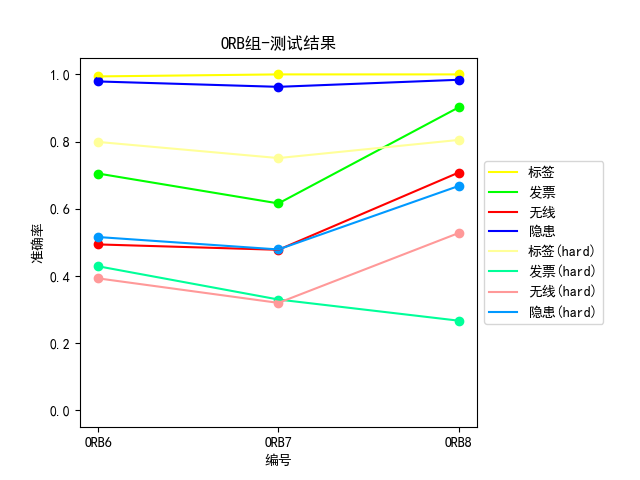 ORB组-测试结果
准确率
1.0
0.8
0.6
0.4
0.2
0.0
ORB6
ORB7
ORB8
编号
标签
发票
无线
隐患
标签(hard)
发票(hard)
无线(hard)
隐患(hard)